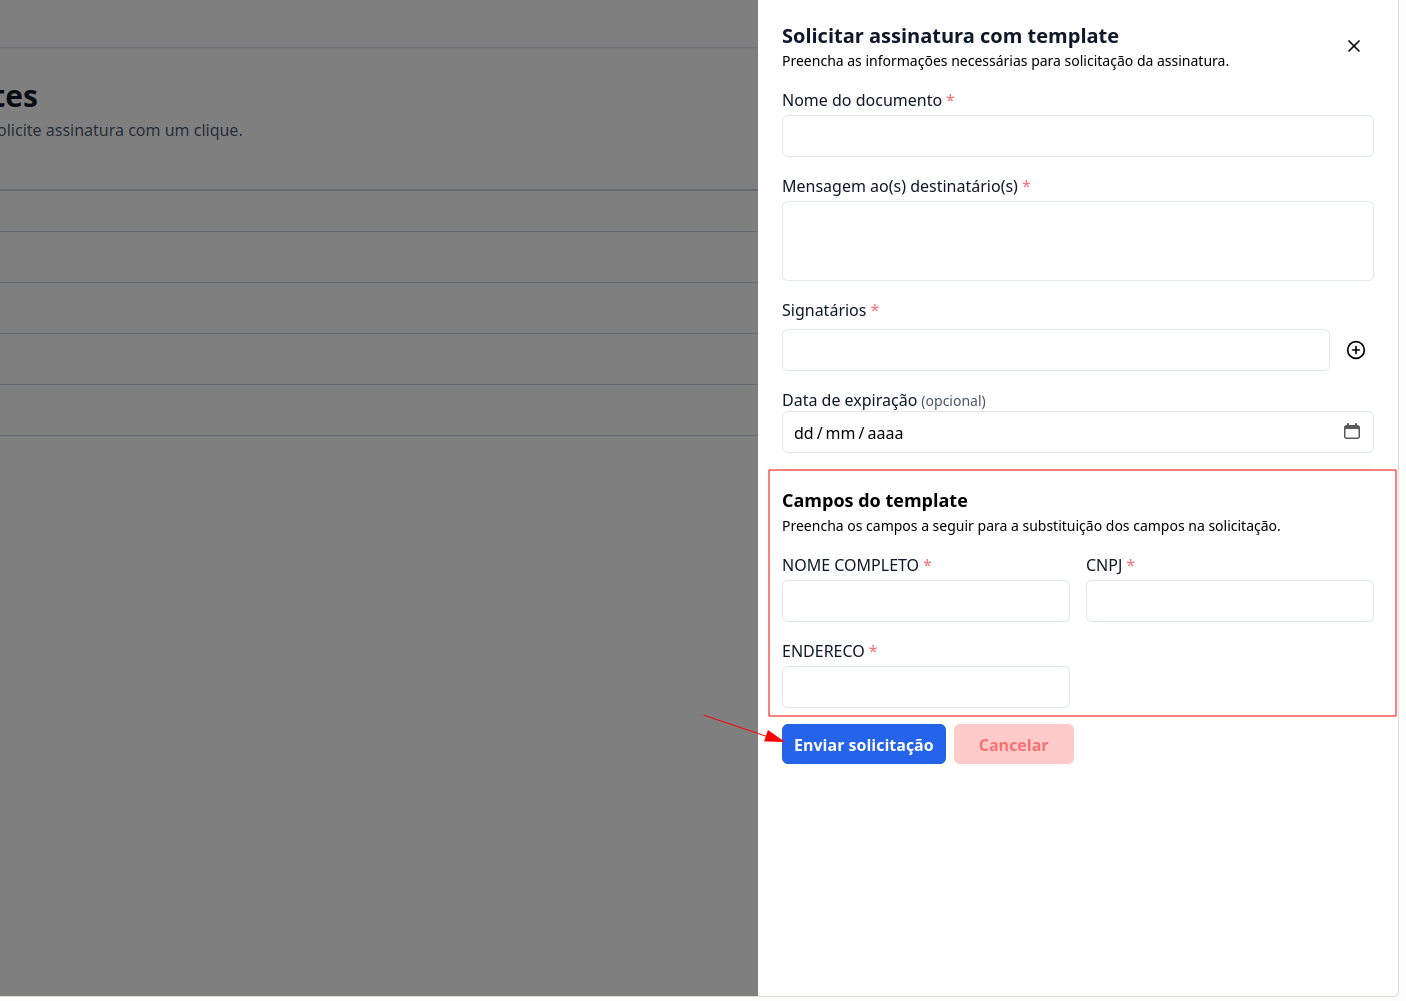 Solicitar assinatura com template
Preencha as informações necessárias para solicitação da assinatura.
tes
olicite assinatura com um clique.
Nome do documento *
Mensagem ao(s) destinatário(s) *
Signatários *
Data de expiração (opcional)
dd/mm/aaaa
Campos do template
Preencha os campos a seguir para a substituição dos campos na solicitação.
NOME COMPLETO *
CNPJ *
ENDERECO *
Enviar solicitação
Cancelar